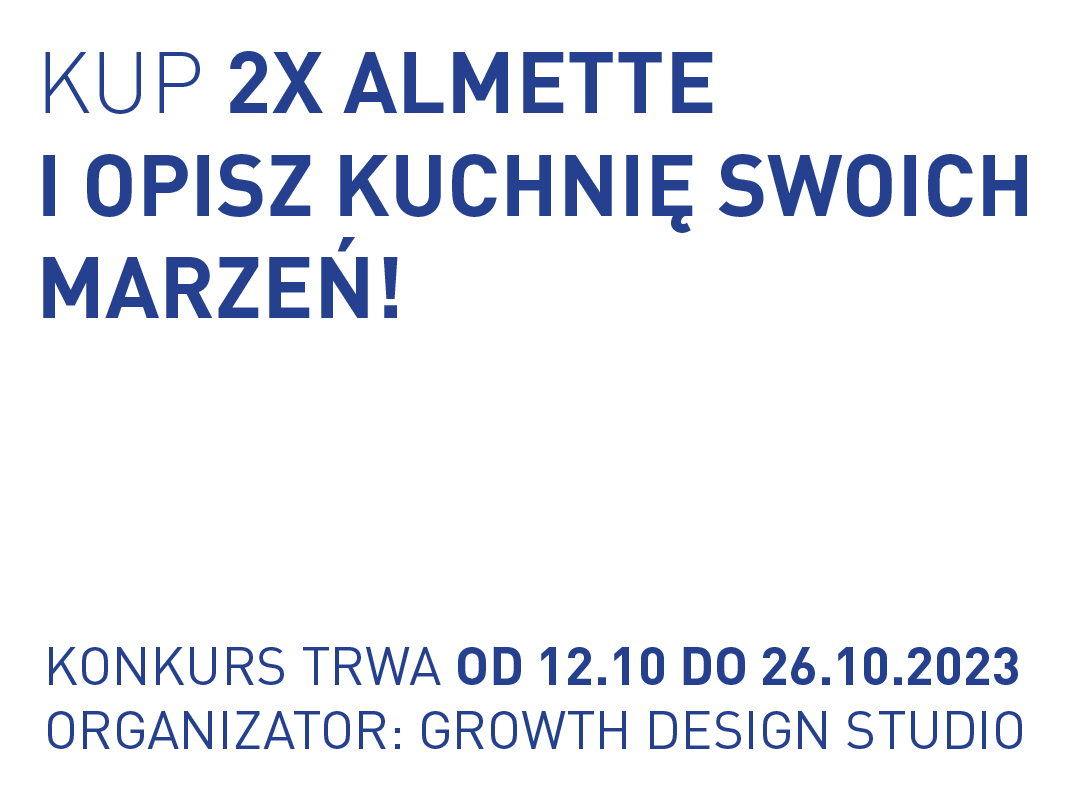 KUP 2X ALMETTE
I OPISZ KUCHNIĘ SWOICH
MARZEŃ!
KONKURS TRWA OD 12.10 DO 26.10.2023
ORGANIZATOR: GROWTH DESIGN STUDIO